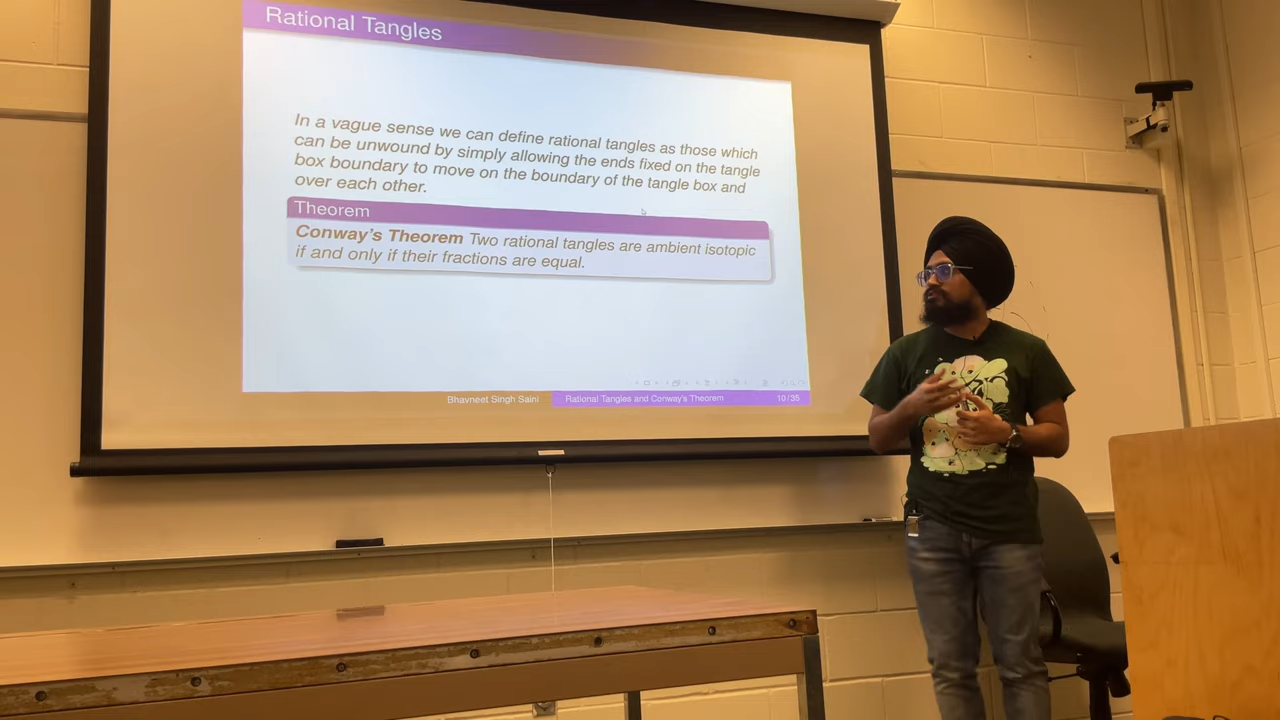 Rational Tangles
In a vague sense we can define rational tangles as those which
can be unwound by simply allowing the ends fixed on the tangle
box boundary to move on the boundary of the tangle box and
over each other.
Theorem
Conway's Theorem Two rational tangles are ambient isotopic
if and only if their fractions are equal.
Bhavneet Singh Saini Rational Tangles and Conway's Theorem 10/35